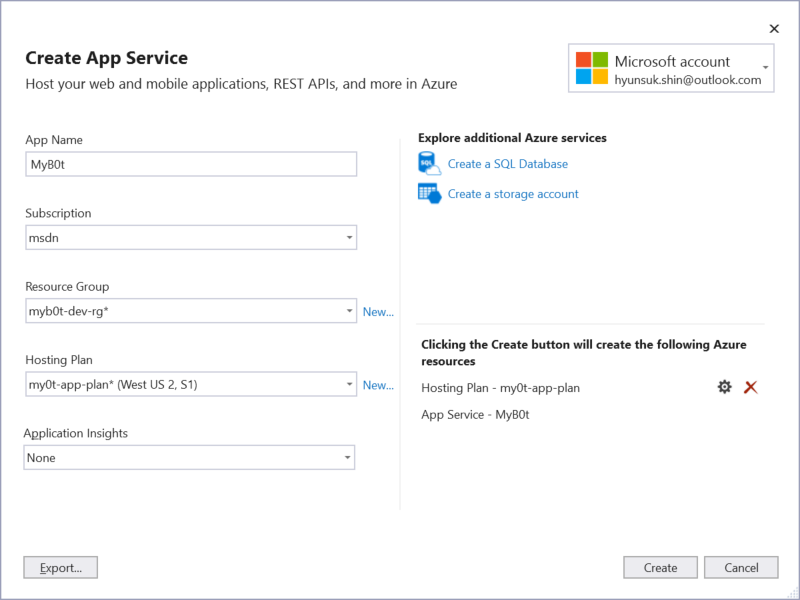 Create App Service
Host your web and mobile applications, REST APIs, and more in Azure
Microsoft account
hyunsuk.shin@outlook.com
App Name
MyB0t
Subscription
msdn
Resource Group
myb0t-dev-rg*
New...
Hosting Plan
my0t-app-plan* (West US 2, S1)
New...
Application Insights
None
Explore additional Azure services
SQL
Create a SQL Database
Create a storage account
Clicking the Create button will create the following Azure
resources
Hosting Plan - my0t-app-plan
App Service - MyB0t
Export...
Create
Cancel